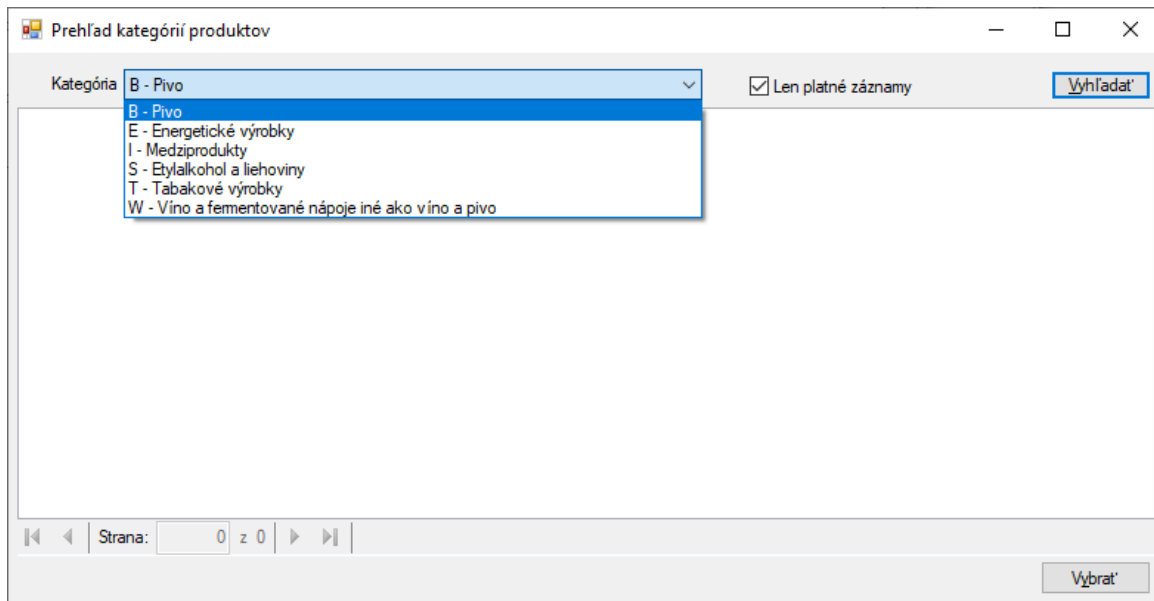 Prehľad kategórií produktov
Kategória B - Pivo Len platné záznamy Vyhľadať
B - Pivo
E - Energetické výrobky
I - Medziprodukty
S - Etylalkohol a liehoviny
T - Tabakové výrobky
W - Víno a fermentované nápoje iné ako víno a pivo
Strana: 0 z 0
Vybrať